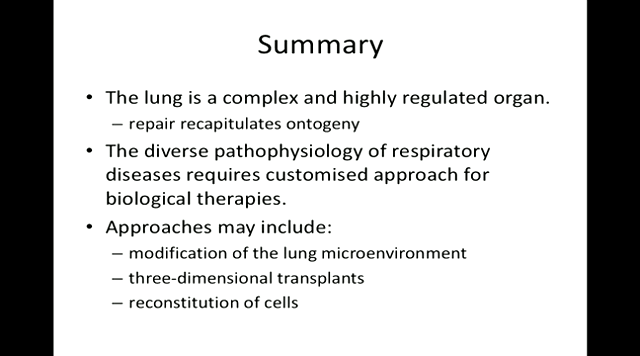 Summary
• The lung is a complex and highly regulated organ.
– repair recapitulates ontogeny
• The diverse pathophysiology of respiratory
diseases requires customised approach for
biological therapies.
• Approaches may include:
– modification of the lung microenvironment
– three-dimensional transplants
– reconstitution of cells